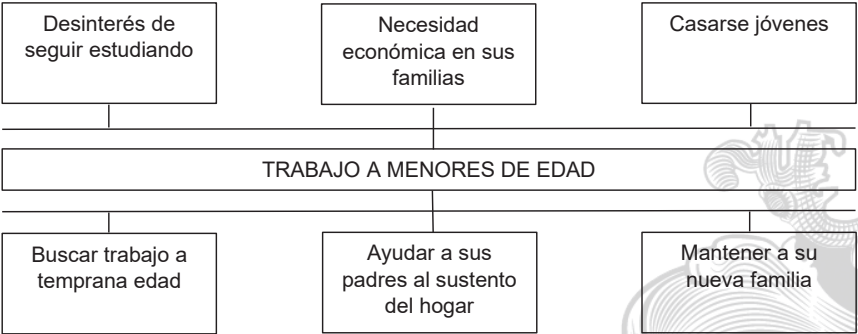 Desinterés de
seguir estudiando
Necesidad
económica en sus
familias
Casarse jóvenes
TRABAJO A MENORES DE EDAD
Buscar trabajo a
temprana edad
Ayudar a sus
padres al sustento
del hogar
Mantener a su
nueva familia